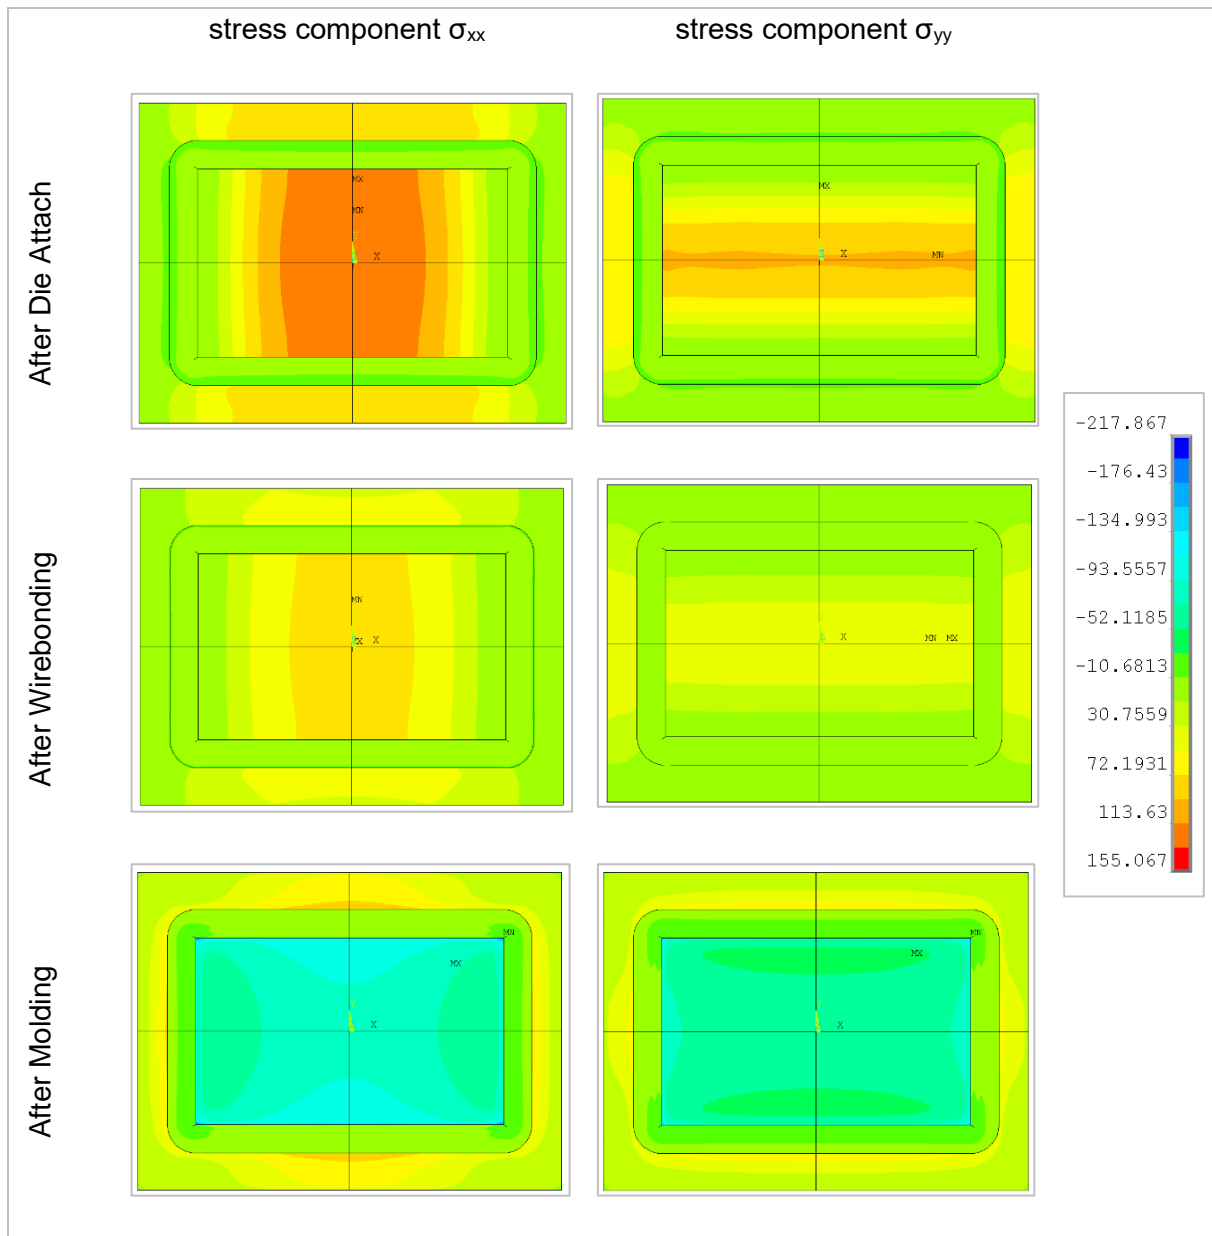 stress component σxx
stress component σyy
After Die Attach
MX
MN
X
MX
X
MN
After Wirebonding
MN
X
X
MN MX
After Molding
MN
MX
X
MN
MX
X
-217.867
-176.43
-134.993
-93.5557
-52.1185
-10.6813
30.7559
72.1931
113.63
155.067